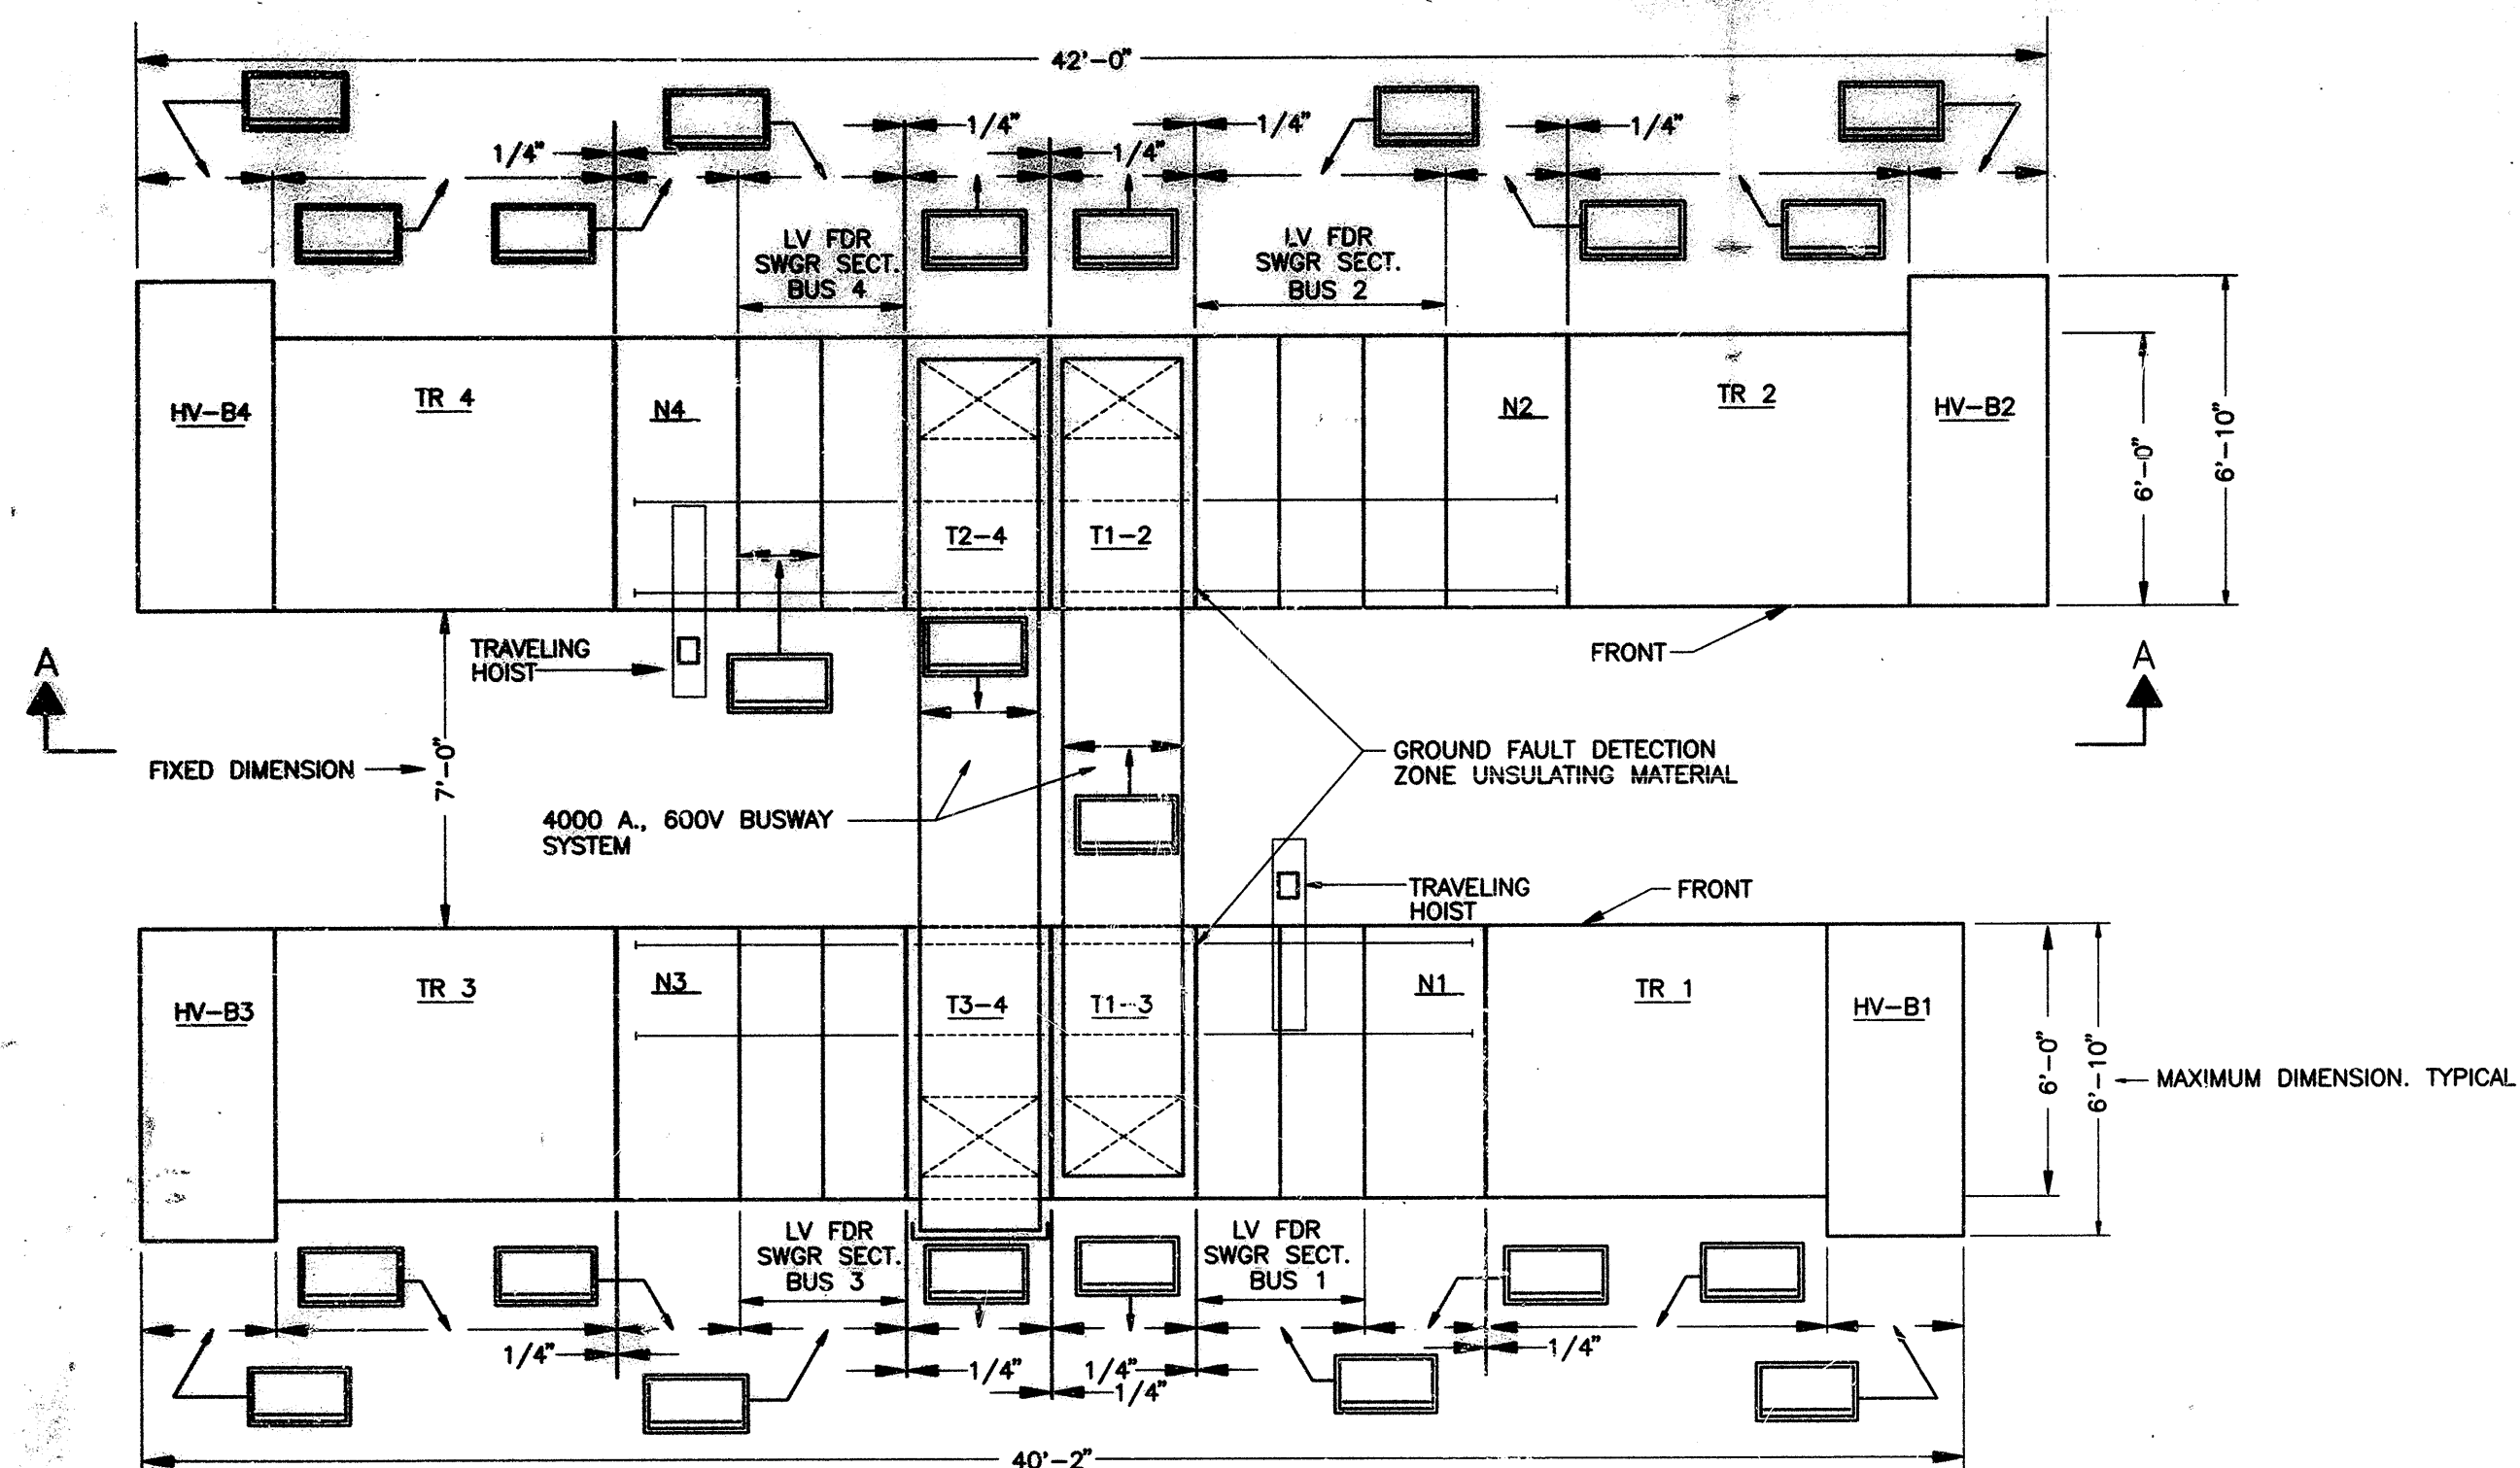 42'-0"
1/4"
1/4"
1/4"
1/4"
1/4"
LV FDR
SWGR SECT.
BUS 4
LV FDR
SWGR SECT.
BUS 2
HV-B4
TR 4
N4
T2-4
T1-2
N2
TR 2
HV-B2
6'-0"
6'-10"
A
TRAVELING
HOIST
FRONT
A
FIXED DIMENSION
7'-0"
GROUND FAULT DETECTION
ZONE UNSULATING MATERIAL
4000 A., 600V BUSWAY
SYSTEM
TRAVELING
HOIST
FRONT
HV-B3
TR 3
N3
T3-4
T1-3
N1
TR 1
HV-B1
6'-0"
6'-10"
MAXIMUM DIMENSION. TYPICAL
LV FDR
SWGR SECT.
BUS 3
LV FDR
SWGR SECT.
BUS 1
1/4"
1/4"
1/4"
1/4"
1/4"
40'-2"